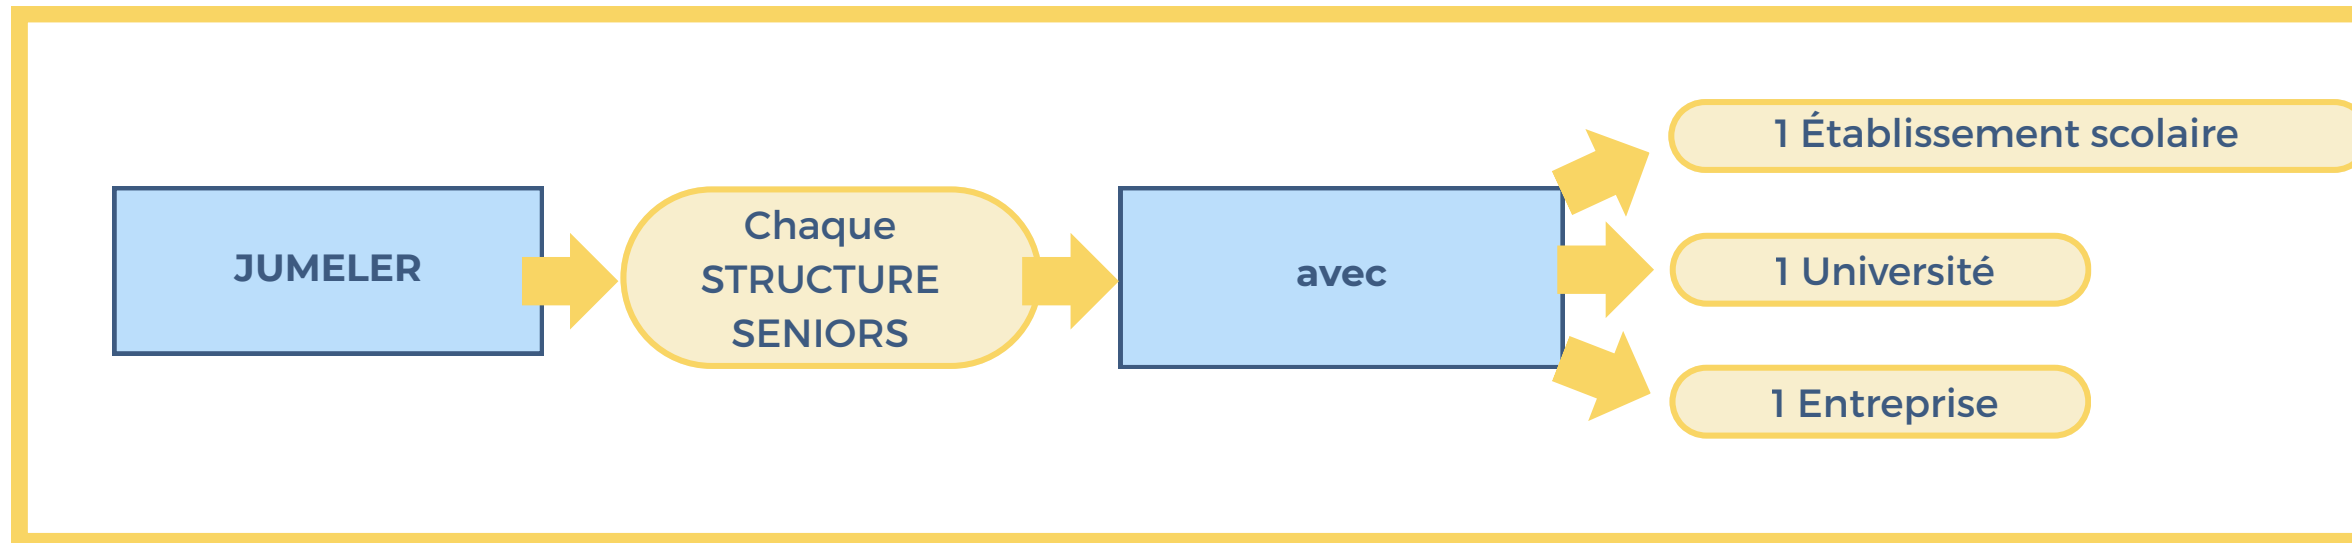 JUMELER
Chaque
STRUCTURE
SENIORS
avec
1 Établissement scolaire
1 Université
1 Entreprise